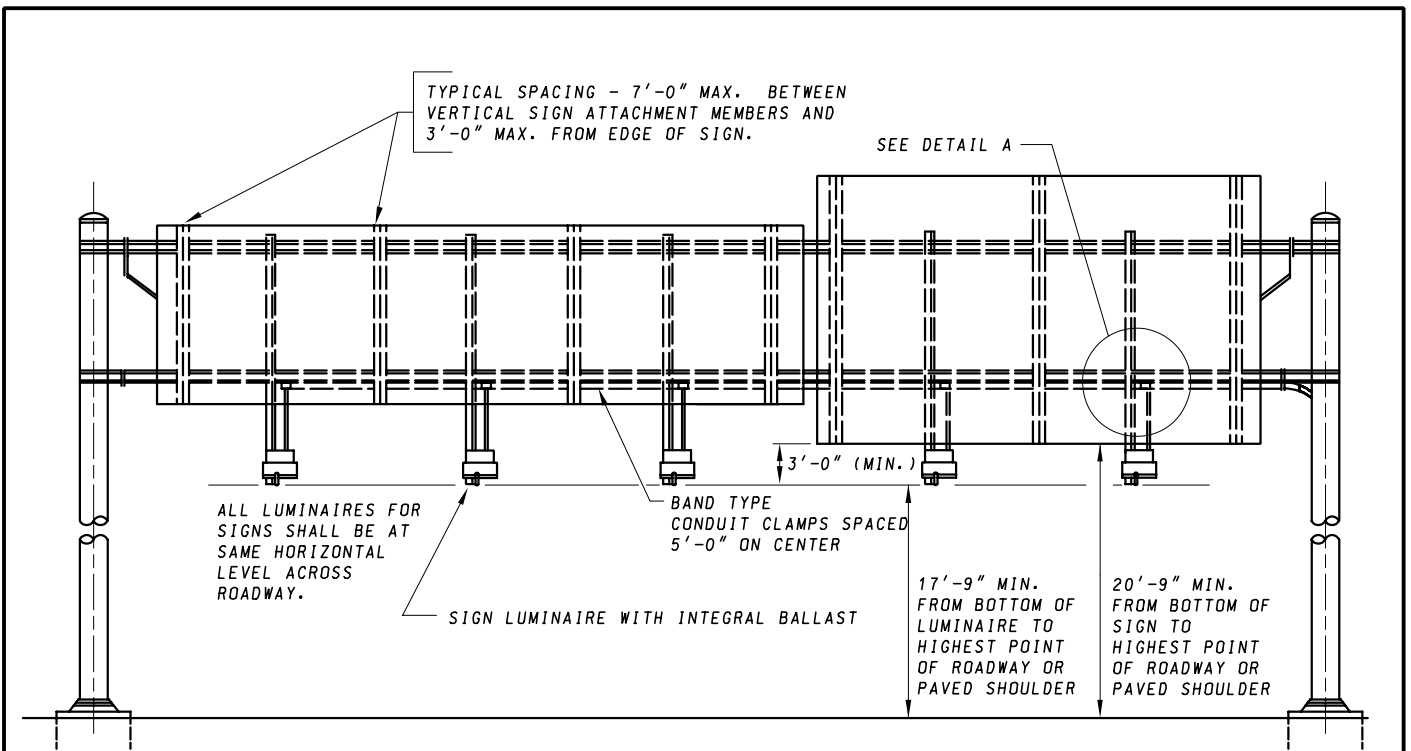 TYPICAL SPACING - 7'-0" MAX. BETWEEN
VERTICAL SIGN ATTACHMENT MEMBERS AND
3'-0" MAX. FROM EDGE OF SIGN.
SEE DETAIL A
3'-0" (MIN.)
ALL LUMINAIRES FOR
SIGNS SHALL BE AT
SAME HORIZONTAL
LEVEL ACROSS
ROADWAY.
BAND TYPE
CONDUIT CLAMPS SPACED
5'-0" ON CENTER
SIGN LUMINAIRE WITH INTEGRAL BALLAST
17'-9" MIN.
FROM BOTTOM OF
LUMINAIRE TO
HIGHEST POINT
OF ROADWAY OR
PAVED SHOULDER
20'-9" MIN.
FROM BOTTOM OF
SIGN TO
HIGHEST POINT
OF ROADWAY OR
PAVED SHOULDER